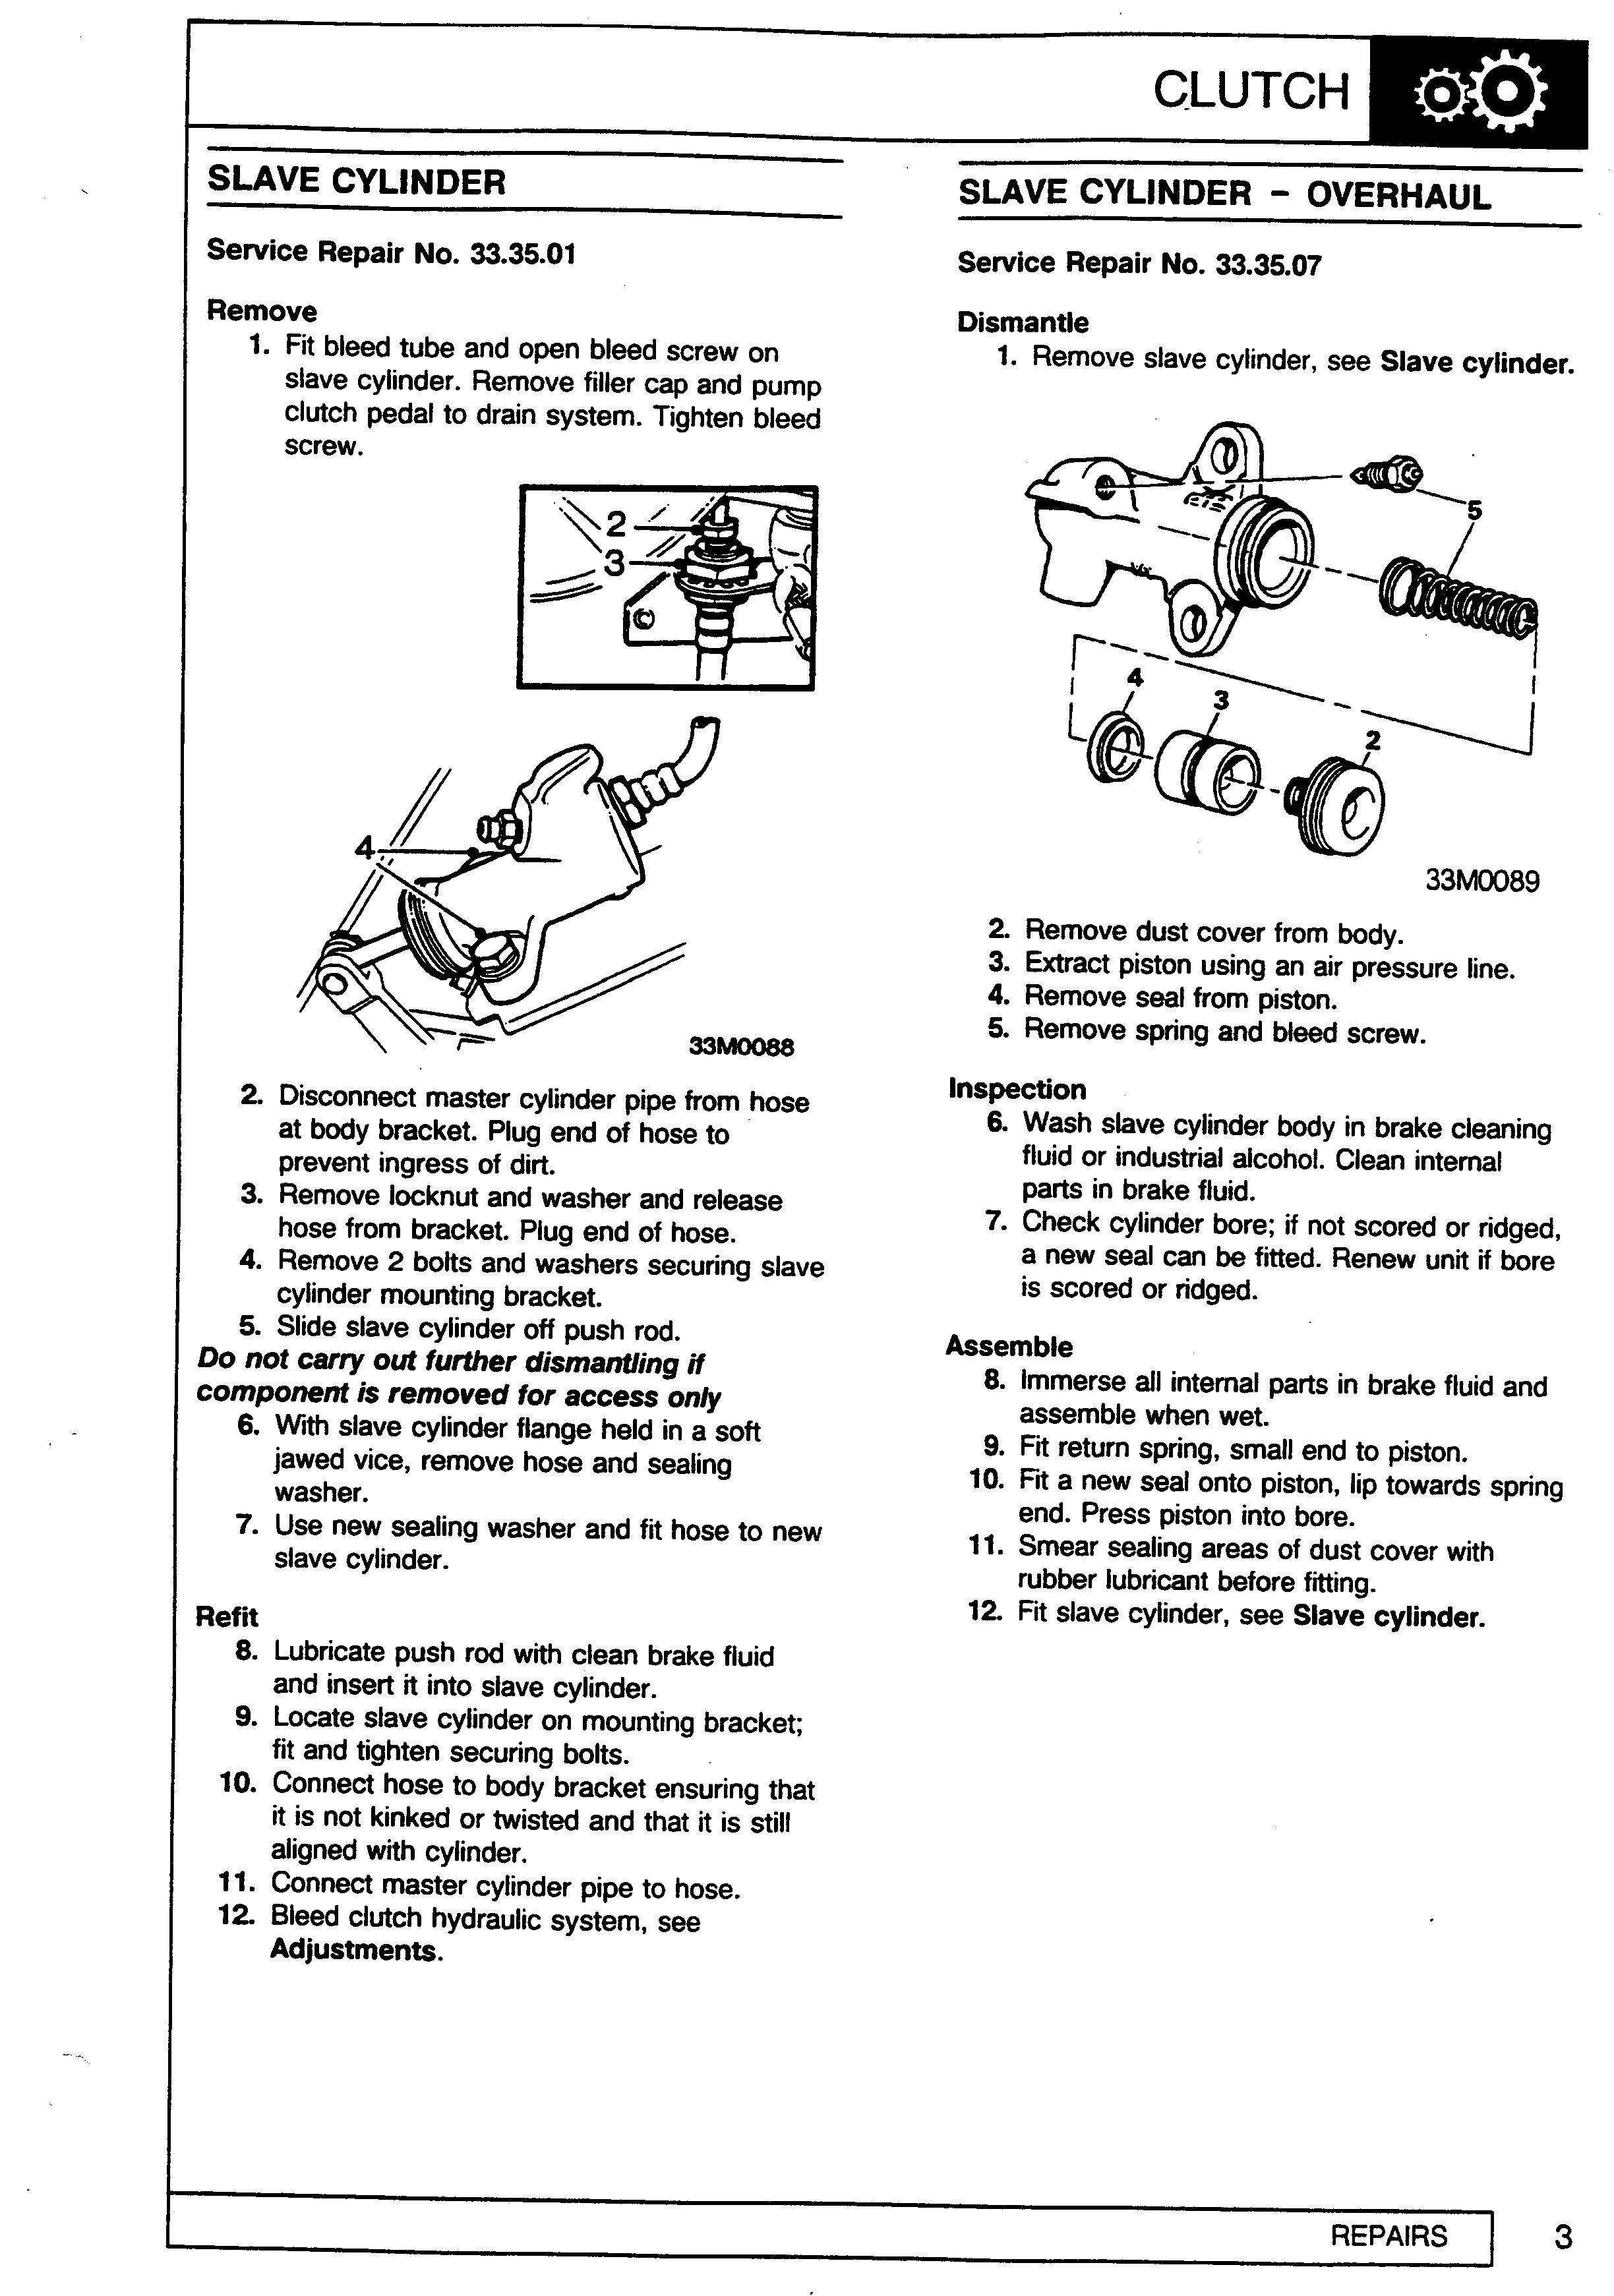 CLUTCH
SLAVE CYLINDER
Service Repair No. 33.35.01
Remove
1. Fit bleed tube and open bleed screw on
slave cylinder. Remove filler cap and pump
clutch pedal to drain system. Tighten bleed
screw.
2
3
4
33M0088
2. Disconnect master cylinder pipe from hose
at body bracket. Plug end of hose to
prevent ingress of dirt.
3. Remove locknut and washer and release
hose from bracket. Plug end of hose.
4. Remove 2 bolts and washers securing slave
cylinder mounting bracket.
5. Slide slave cylinder off push rod.
Do not carry out further dismantling if
component is removed for access only
6. With slave cylinder flange held in a soft
jawed vice, remove hose and sealing
washer.
7. Use new sealing washer and fit hose to new
slave cylinder.
Refit
8. Lubricate push rod with clean brake fluid
and insert it into slave cylinder.
9. Locate slave cylinder on mounting bracket;
fit and tighten securing bolts.
10. Connect hose to body bracket ensuring that
it is not kinked or twisted and that it is still
aligned with cylinder.
11. Connect master cylinder pipe to hose.
12. Bleed clutch hydraulic system, see
Adjustments.
SLAVE CYLINDER - OVERHAUL
Service Repair No. 33.35.07
Dismantle
1. Remove slave cylinder, see Slave cylinder.
5
4
3
2
33M0089
2. Remove dust cover from body.
3. Extract piston using an air pressure line.
4. Remove seal from piston.
5. Remove spring and bleed screw.
Inspection
6. Wash slave cylinder body in brake cleaning
fluid or industrial alcohol. Clean internal
parts in brake fluid.
7. Check cylinder bore; if not scored or ridged,
a new seal can be fitted. Renew unit if bore
is scored or ridged.
Assemble
8. Immerse all internal parts in brake fluid and
assemble when wet.
9. Fit return spring, small end to piston.
10. Fit a new seal onto piston, lip towards spring
end. Press piston into bore.
11. Smear sealing areas of dust cover with
rubber lubricant before fitting.
12. Fit slave cylinder, see Slave cylinder.
REPAIRS
3